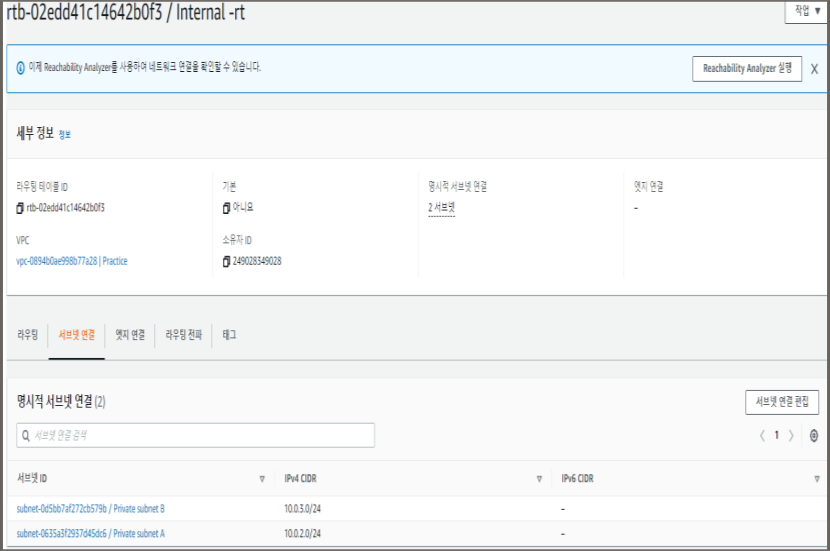 rtb-02edd41c14642b0f3 / Internal -rt
작업 ▼
이제 Reachability Analyzer를 사용하여 네트워크 연결을 확인할 수 있습니다.
Reachability Analyzer 실행
X
세부 정보 정보
라우팅 테이블 ID
rtb-02edd41c14642b0f3
기본
아니요
명시적 서브넷 연결
2 서브넷
엣지 연결
–
VPC
vpc-0894b0ae998b77a28 | Practice
소유자 ID
249028349028
라우팅
서브넷 연결
엣지 연결
라우팅 전파
태그
명시적 서브넷 연결 (2)
서브넷 연결 편집
서브넷 연결 검색
< 1 >
서브넷 ID
IPv4 CIDR
IPv6 CIDR
subnet-0d5bb7af272cb579b / Private subnet B
10.0.3.0/24
–
subnet-0635a3f2937d45dc6 / Private subnet A
10.0.2.0/24
–